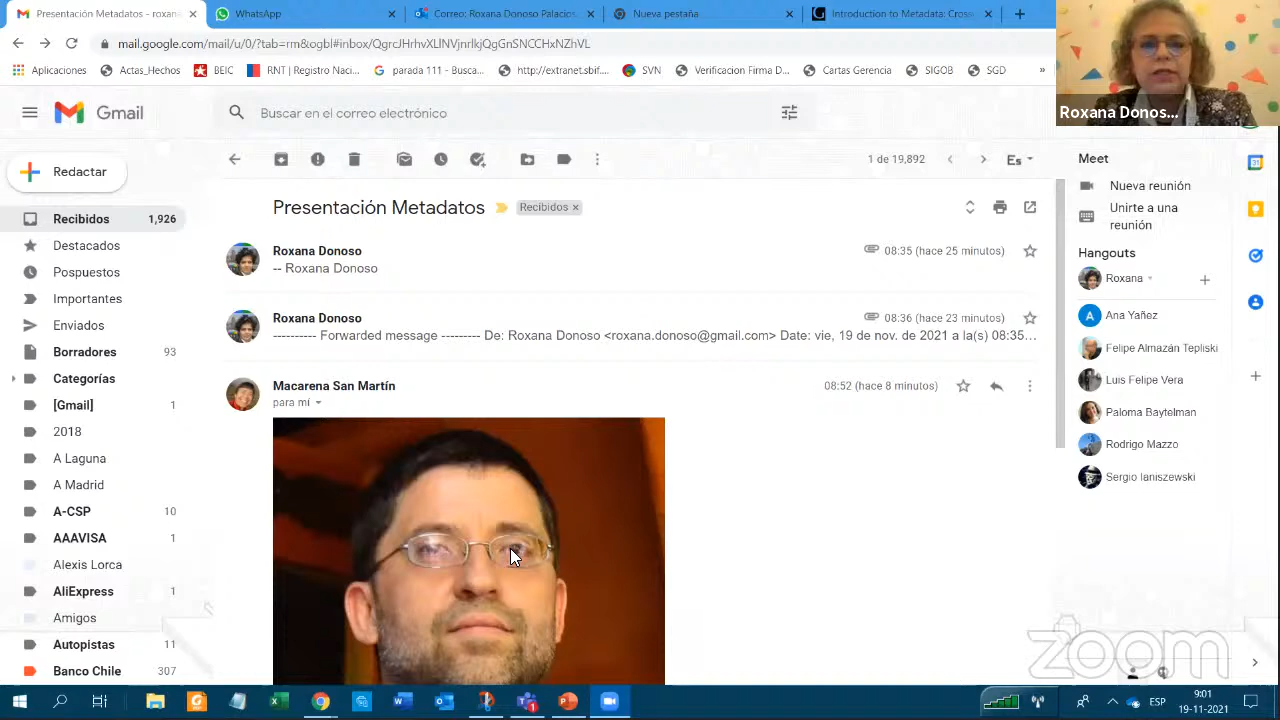 Presentación Metadatos - roxan
WhatsApp
Correo: Roxana Donoso Palacios
Nueva pestaña
Introduction to Metadata: Cross
mail.google.com/mail/u/0/?tab=rm&ogbl#inbox/QgrcJHrhvXLlNVjnrlkjQgGnSNCCHxNZhVL
Aplicaciones
Actas_Hechos
BEIC
RNT | Registro Naci...
parada 111 - Busca...
http://extranet.sbif...
SVN
Verificacion Firma D...
Cartas Gerencia
SIGOB
SGD
»
Roxana Donos...
Gmail
Buscar en el correo electrónico
Redactar
1 de 19,892
Es
Meet
Nueva reunión
Unirte a una
reunión
Recibidos 1,926
Destacados
Pospuestos
Importantes
Enviados
Borradores 93
Categorías
[Gmail] 1
2018
A Laguna
A Madrid
A-CSP 10
AAAVISA 1
Alexis Lorca
AliExpress 1
Amigos
Autopistas 11
Banco Chile 307
Presentación Metadatos
Recibidos ×
Roxana Donoso
08:35 (hace 25 minutos)
-- Roxana Donoso
Roxana Donoso
08:36 (hace 23 minutos)
---------- Forwarded message --------- De: Roxana Donoso <roxana.donoso@gmail.com> Date: vie, 19 de nov. de 2021 a la(s) 08:35...
Macarena San Martín
08:52 (hace 8 minutos)
para mí
Hangouts
Roxana
Ana Yañez
Felipe Almazán Tepliski
Luis Felipe Vera
Paloma Baytelman
Rodrigo Mazzo
Sergio Ianiszewski
zoom
ESP
9:01
19-11-2021